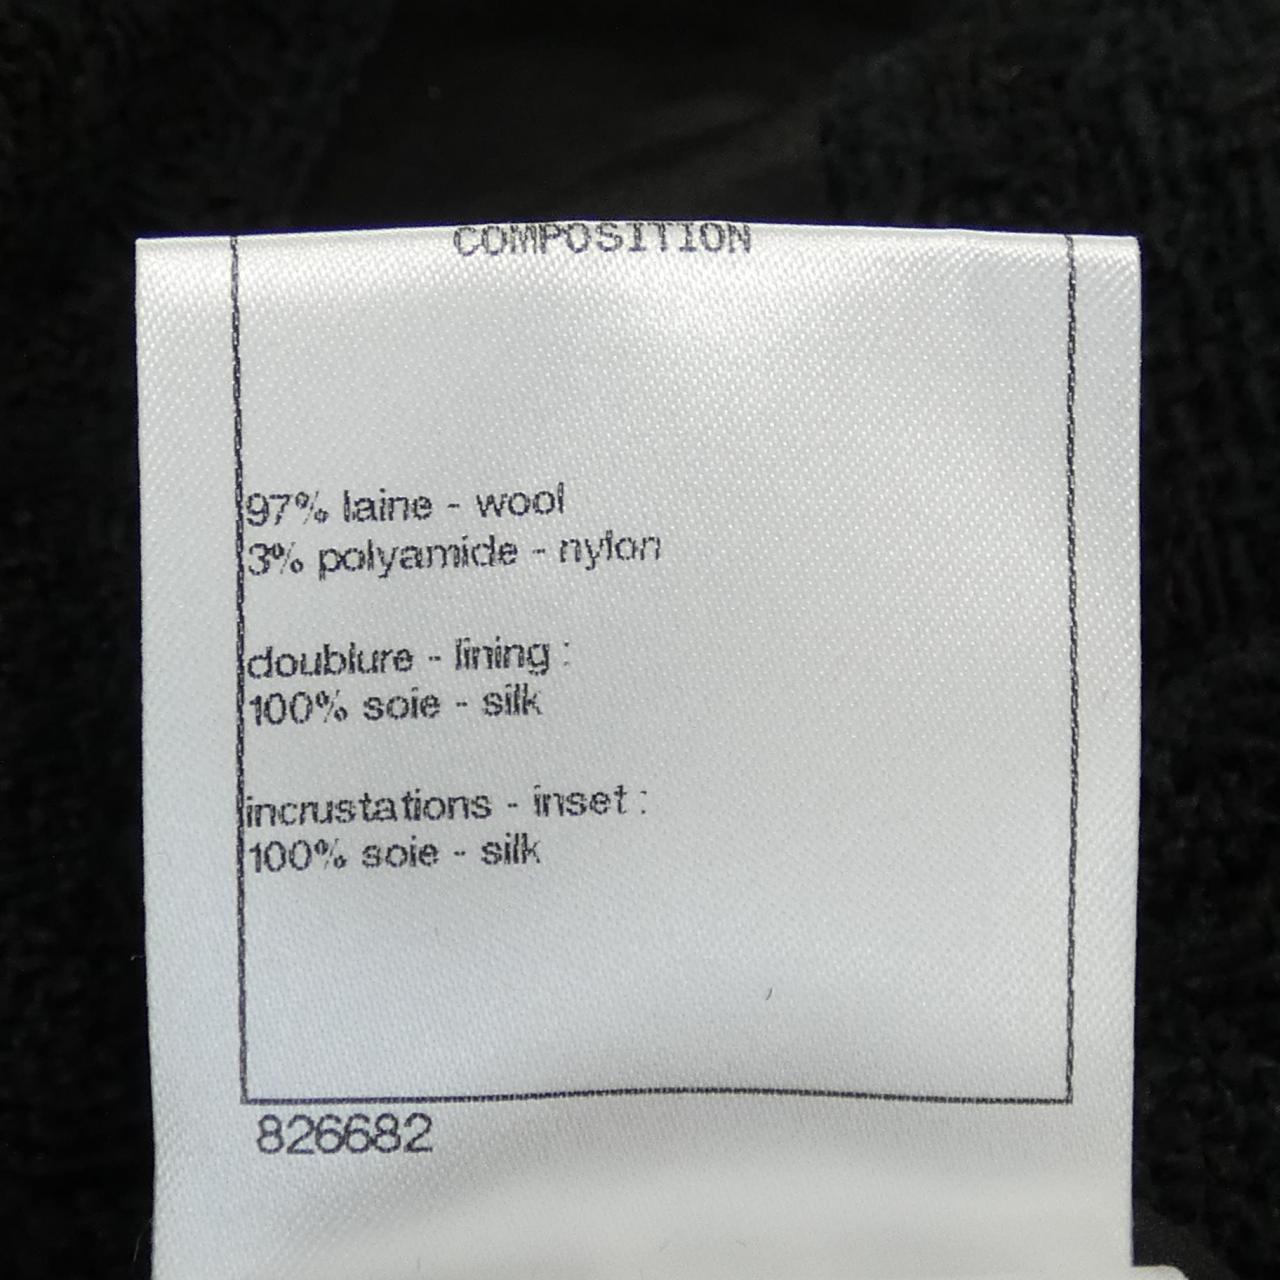 COMPOSITION
97% laine - wool
3% polyamide - nylon
doublure - lining :
100% soie - silk
incrustations - inset :
100% soie - silk
826682